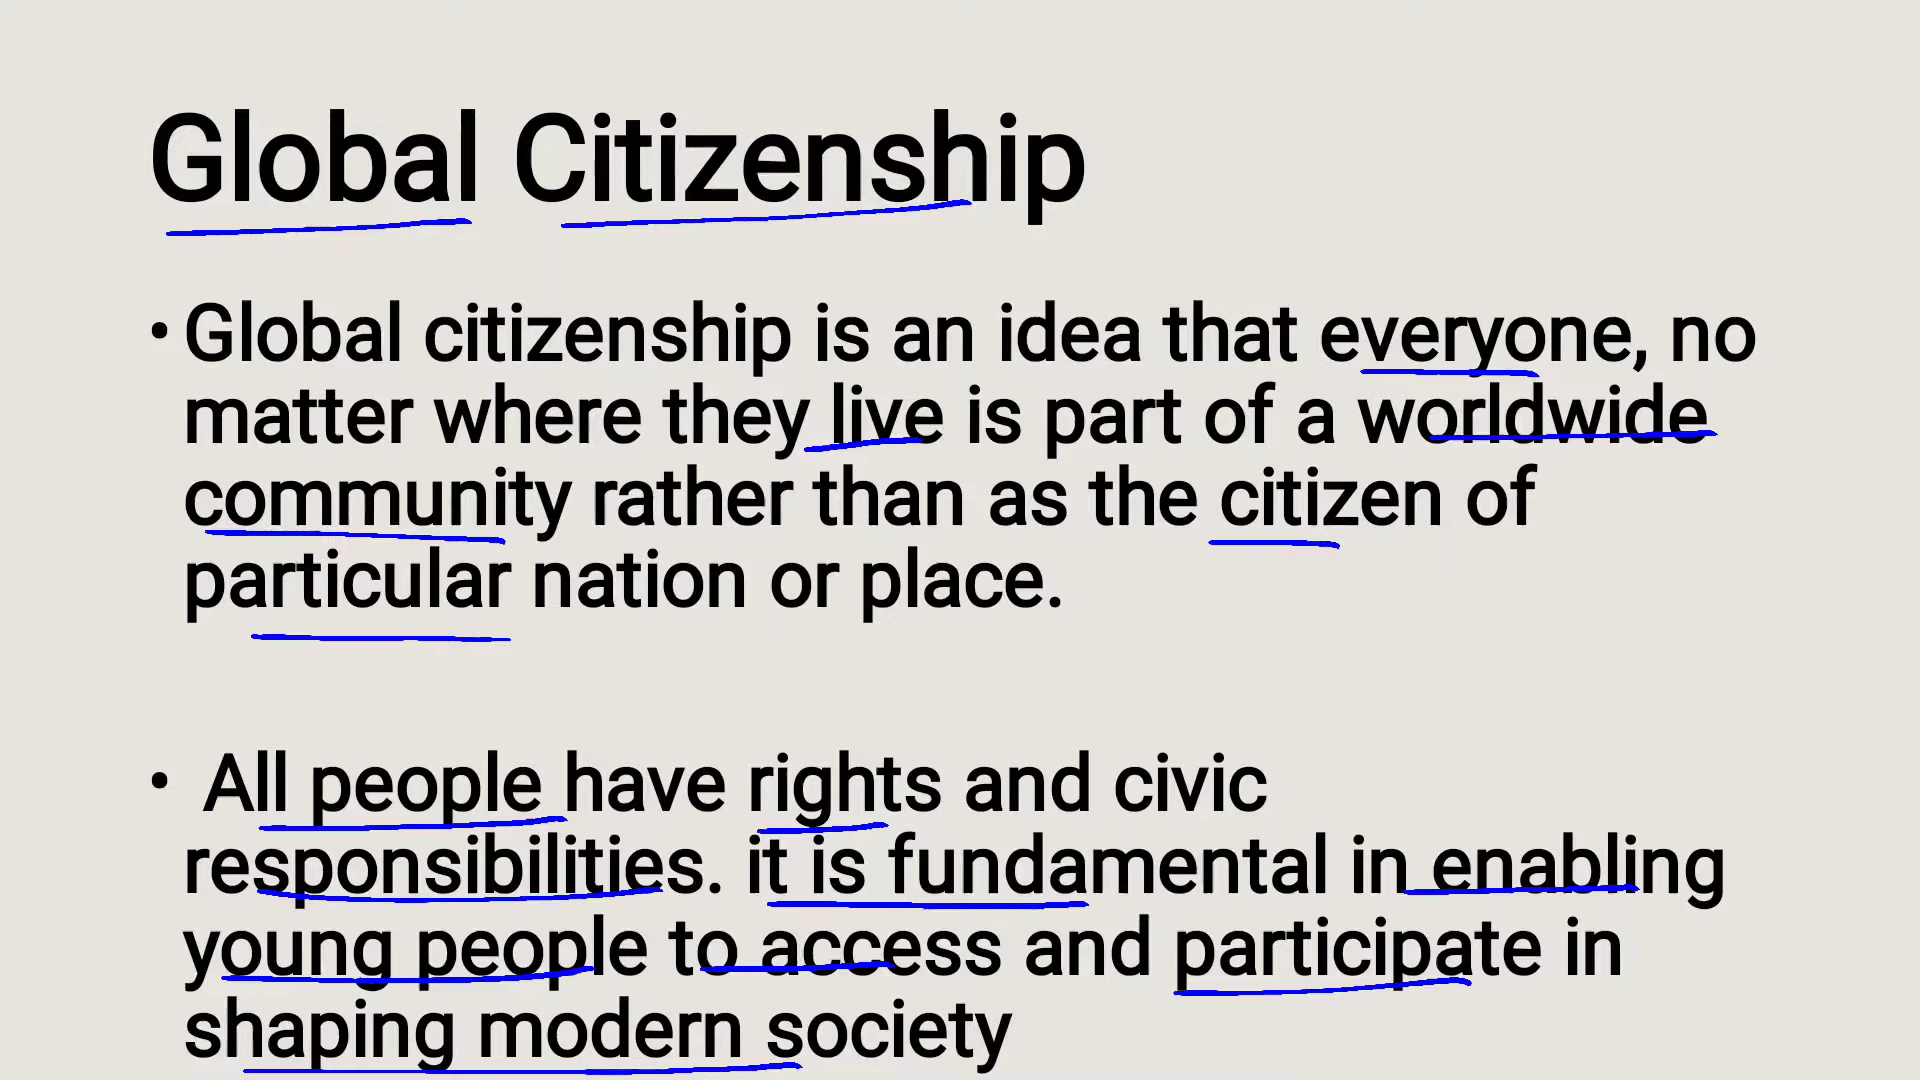 Global Citizenship
• Global citizenship is an idea that everyone, no
matter where they live is part of a worldwide
community rather than as the citizen of
particular nation or place.
• All people have rights and civic
responsibilities. it is fundamental in enabling
young people to access and participate in
shaping modern society